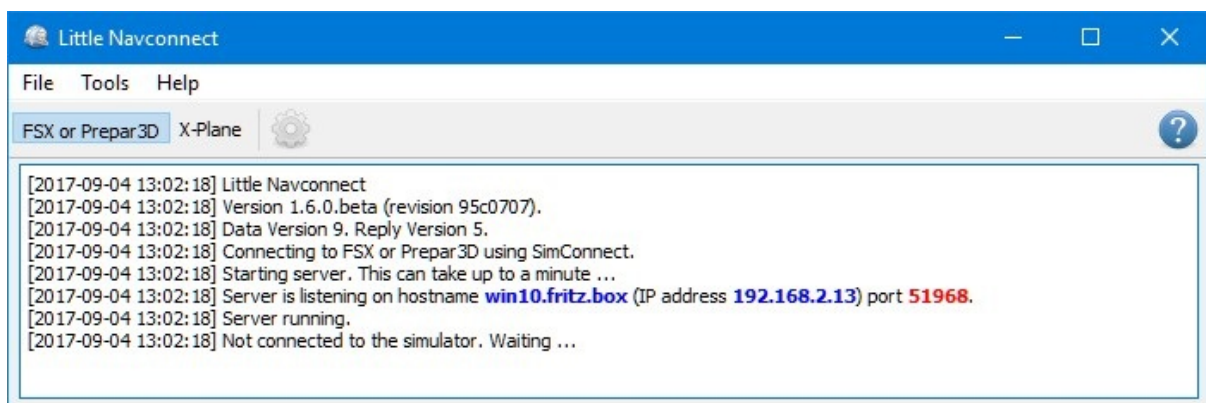 Little Navconnect
File Tools Help
FSX or Prepar3D X-Plane ?
[2017-09-04 13:02:18] Little Navconnect
[2017-09-04 13:02:18] Version 1.6.0.beta (revision 95c0707).
[2017-09-04 13:02:18] Data Version 9. Reply Version 5.
[2017-09-04 13:02:18] Connecting to FSX or Prepar3D using SimConnect.
[2017-09-04 13:02:18] Starting server. This can take up to a minute ...
[2017-09-04 13:02:18] Server is listening on hostname win10.fritz.box (IP address 192.168.2.13) port 51968.
[2017-09-04 13:02:18] Server running.
[2017-09-04 13:02:18] Not connected to the simulator. Waiting ...